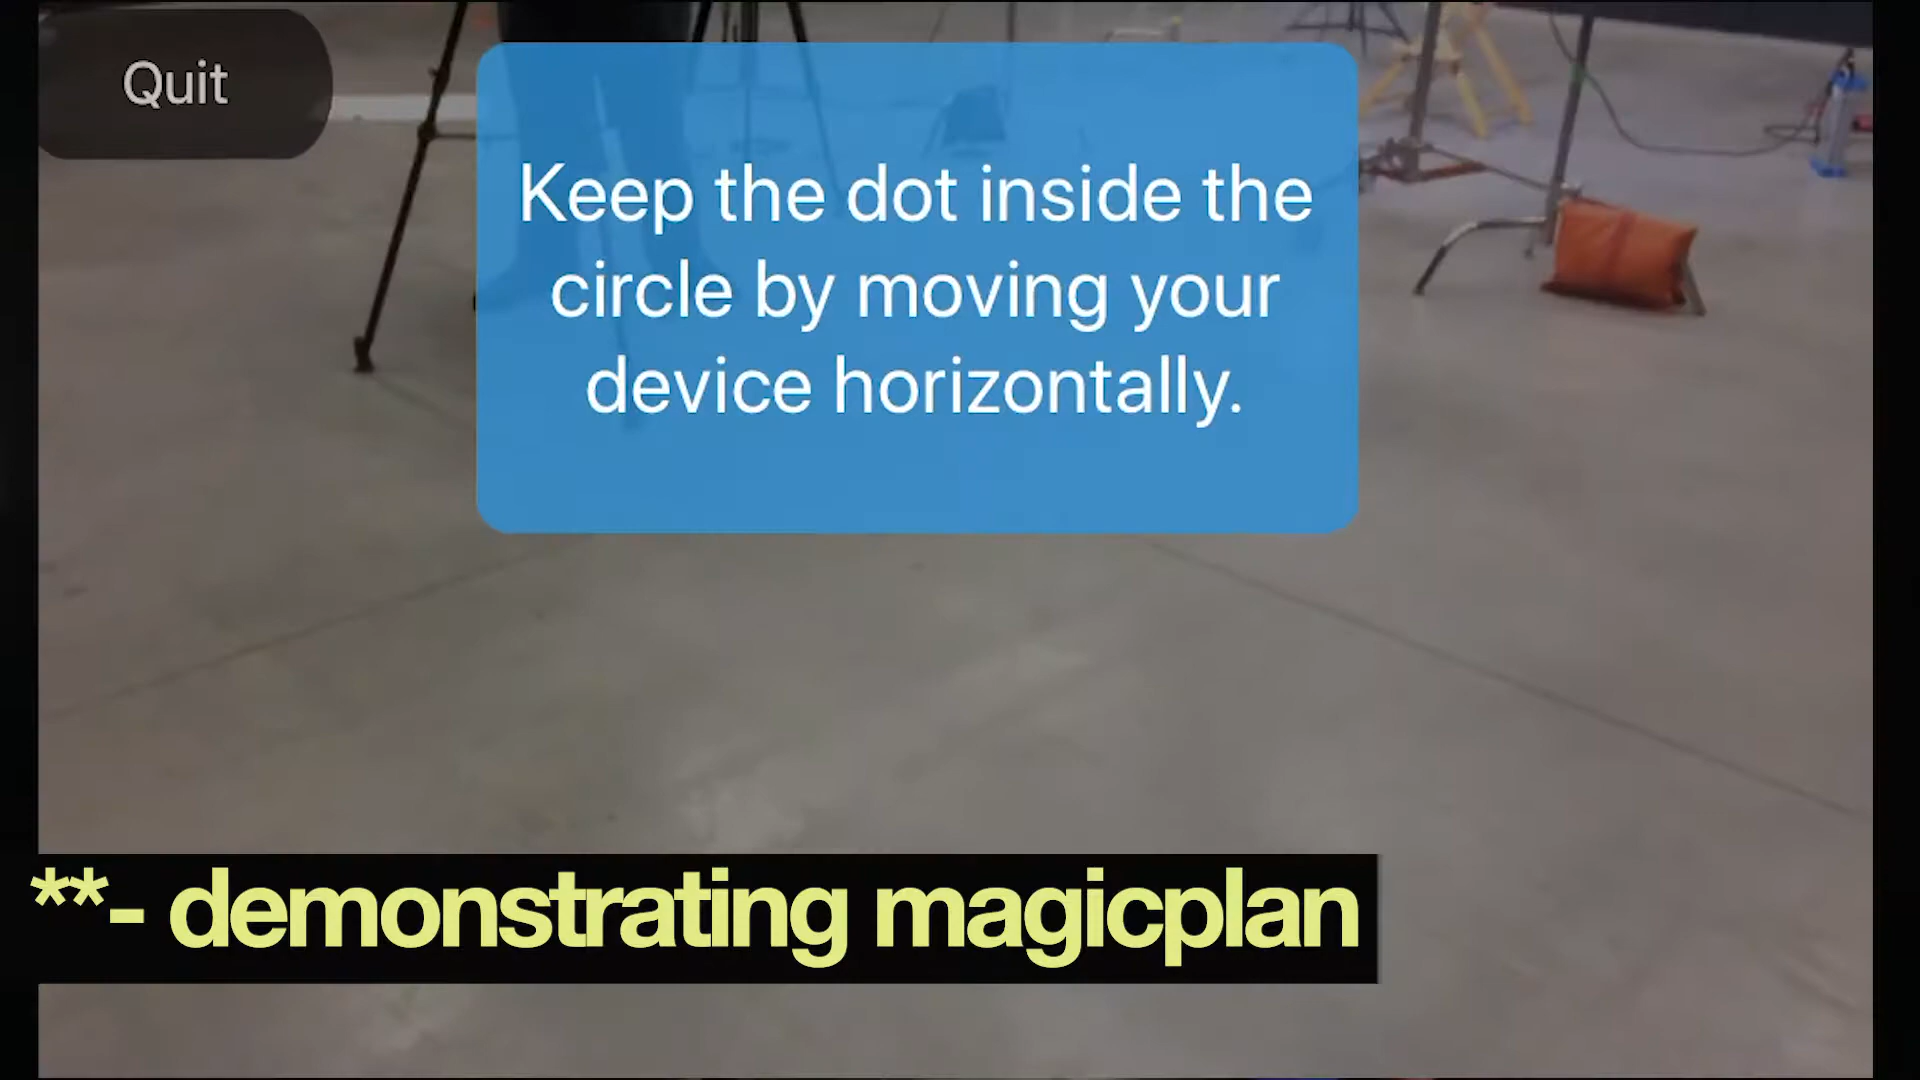 Quit
Keep the dot inside the
circle by moving your
device horizontally.
**- demonstrating magicplan